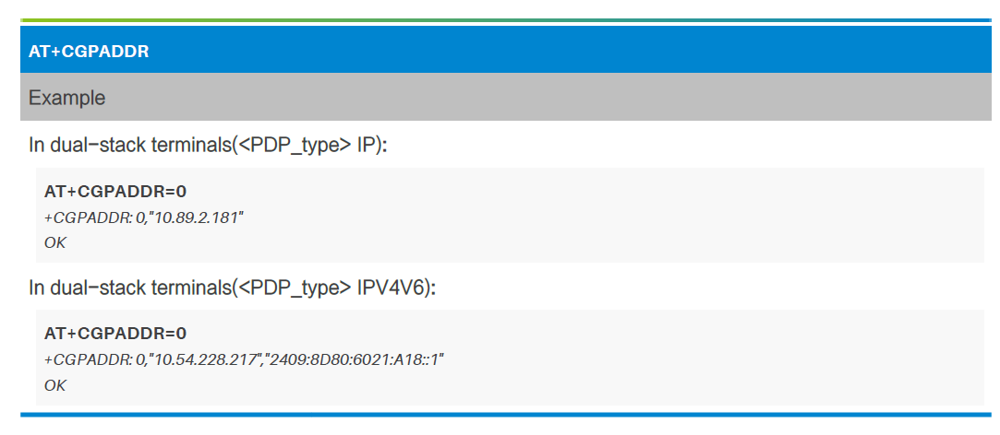 AT+CGPADDR
Example
In dual-stack terminals(<PDP_type> IP):
AT+CGPADDR=0
+CGPADDR: 0,"10.89.2.181"
OK
In dual-stack terminals(<PDP_type> IPV4V6):
AT+CGPADDR=0
+CGPADDR: 0,"10.54.228.217","2409:8D80:6021:A18::1"
OK